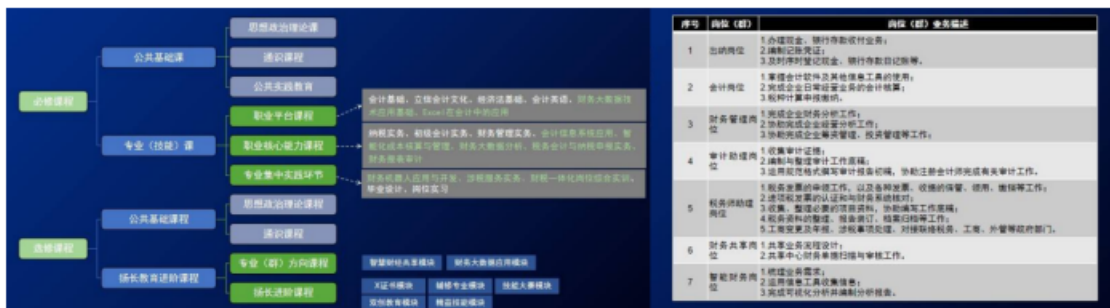 思想政治理论课
公共基础课
通识课程
公共实践教育
必修课程
职业平台课程
会计基础、立信会计文化、经济法基础、会计英语、财务大数据技
术应用基础、Excel在会计中的应用
专业（技能）课
职业核心能力课程
纳税实务、初级会计实务、财务管理实务、会计信息系统应用、智
能化成本核算与管理、财务大数据分析、税务会计与纳税申报实务、
财务报表审计
专业集中实践环节
财务机器人应用与开发、涉税服务实务、财税一体化岗位综合实训、
毕业设计、岗位实习
思想政治理论课程
公共基础课程
通识课程
选修课程
专业（群）方向课程
智慧财经共享模块 财务大数据应用模块
扬长教育进阶课程
扬长进阶课程
X证书模块 辅修专业模块 技能大赛模块
双创教育模块 精益技能模块
序号 岗位（群） 岗位（群）业务描述
1 出纳岗位
1.办理现金、银行存款收付业务；
2.编制记账凭证；
3.及时序时登记现金、银行存款日记账等。
2 会计岗位
1.掌握会计软件及其他信息工具的使用；
2.完成企业日常经营业务的会计核算；
3.税种计算申报缴纳。
3 财务管理岗位
1.完成企业财务分析工作；
2.协助完成企业经营分析工作；
3.协助完成企业筹资管理、投资管理等工作；
4 审计助理岗位
1.收集审计证据；
2.编制与整理审计工作底稿；
3.运用规范格式撰写审计报告初稿，协助注册会计师完成有关审计工作。
5 税务师助理岗位
1.税务发票的申领工作，以及各种发票、收据的保管、领用、缴销等工作；
2.进项税发票的认证和与财务系统核对；
3.收集、整理必要的项目资料，协助编写工作底稿；
4.税务资料的整理、报告装订、档案归档等工作；
5.工商变更及年报、涉税事项处理，对接联络税务、工商、外管等政府部门。
6 财务共享岗位
1.共享业务流程设计；
2.共享中心财务单据扫描与审核工作。
7 智能财务岗位
1.梳理业务需求；
2.运用信息工具收集信息；
3.完成可视化分析并编制分析报告。